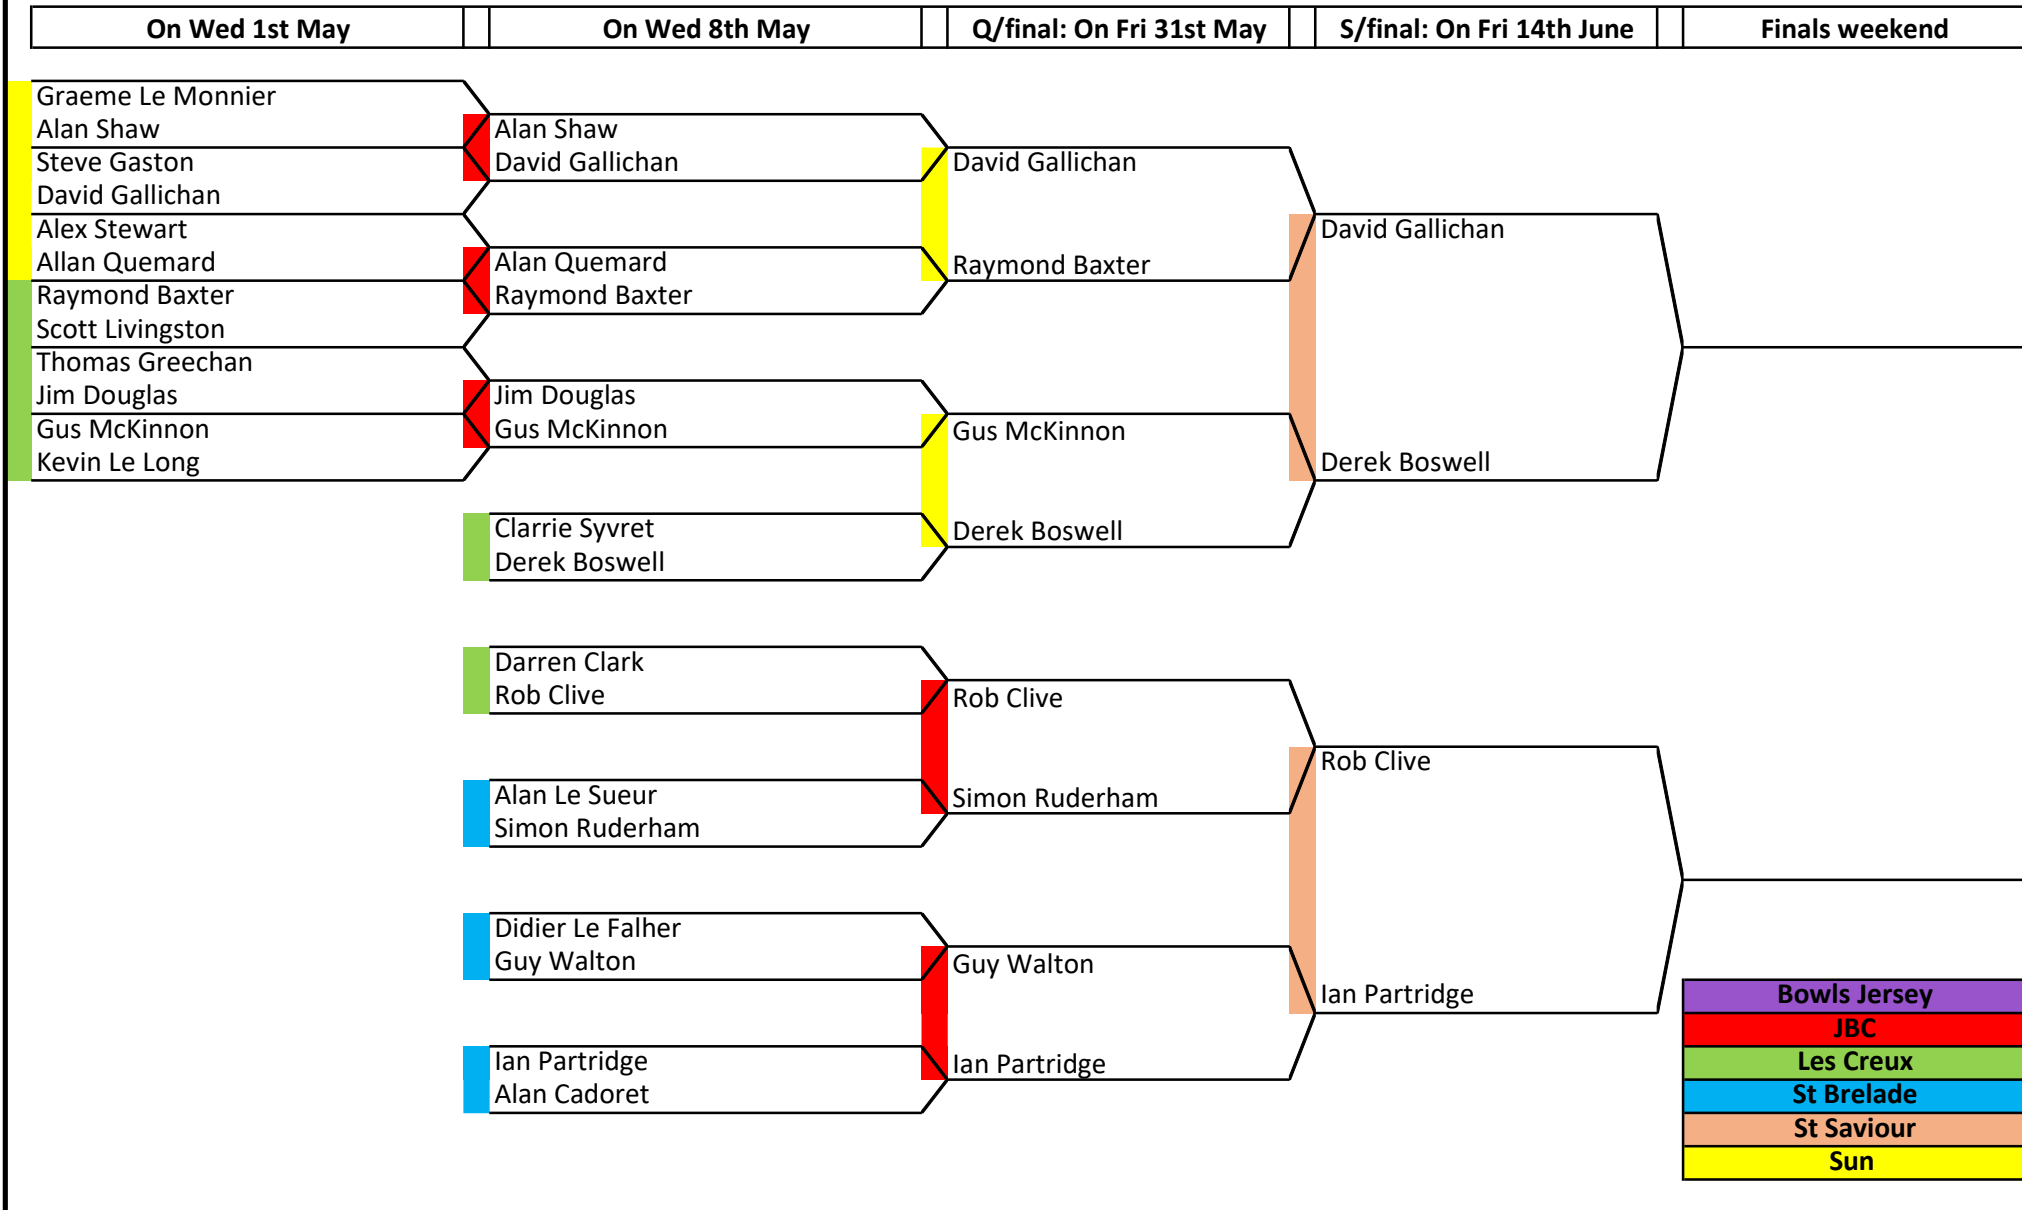 On Wed 1st May
On Wed 8th May
Q/final: On Fri 31st May
S/final: On Fri 14th June
Finals weekend
Graeme Le Monnier
Alan Shaw
Steve Gaston
David Gallichan
Alex Stewart
Allan Quemard
Raymond Baxter
Scott Livingston
Thomas Greechan
Jim Douglas
Gus McKinnon
Kevin Le Long
Alan Shaw
David Gallichan
Alan Quemard
Raymond Baxter
Jim Douglas
Gus McKinnon
Clarrie Syvret
Derek Boswell
Darren Clark
Rob Clive
Alan Le Sueur
Simon Ruderham
Didier Le Falher
Guy Walton
Ian Partridge
Alan Cadoret
David Gallichan
Raymond Baxter
Gus McKinnon
Derek Boswell
Rob Clive
Simon Ruderham
Guy Walton
Ian Partridge
David Gallichan
Derek Boswell
Rob Clive
Ian Partridge
Bowls Jersey
JBC
Les Creux
St Brelade
St Saviour
Sun